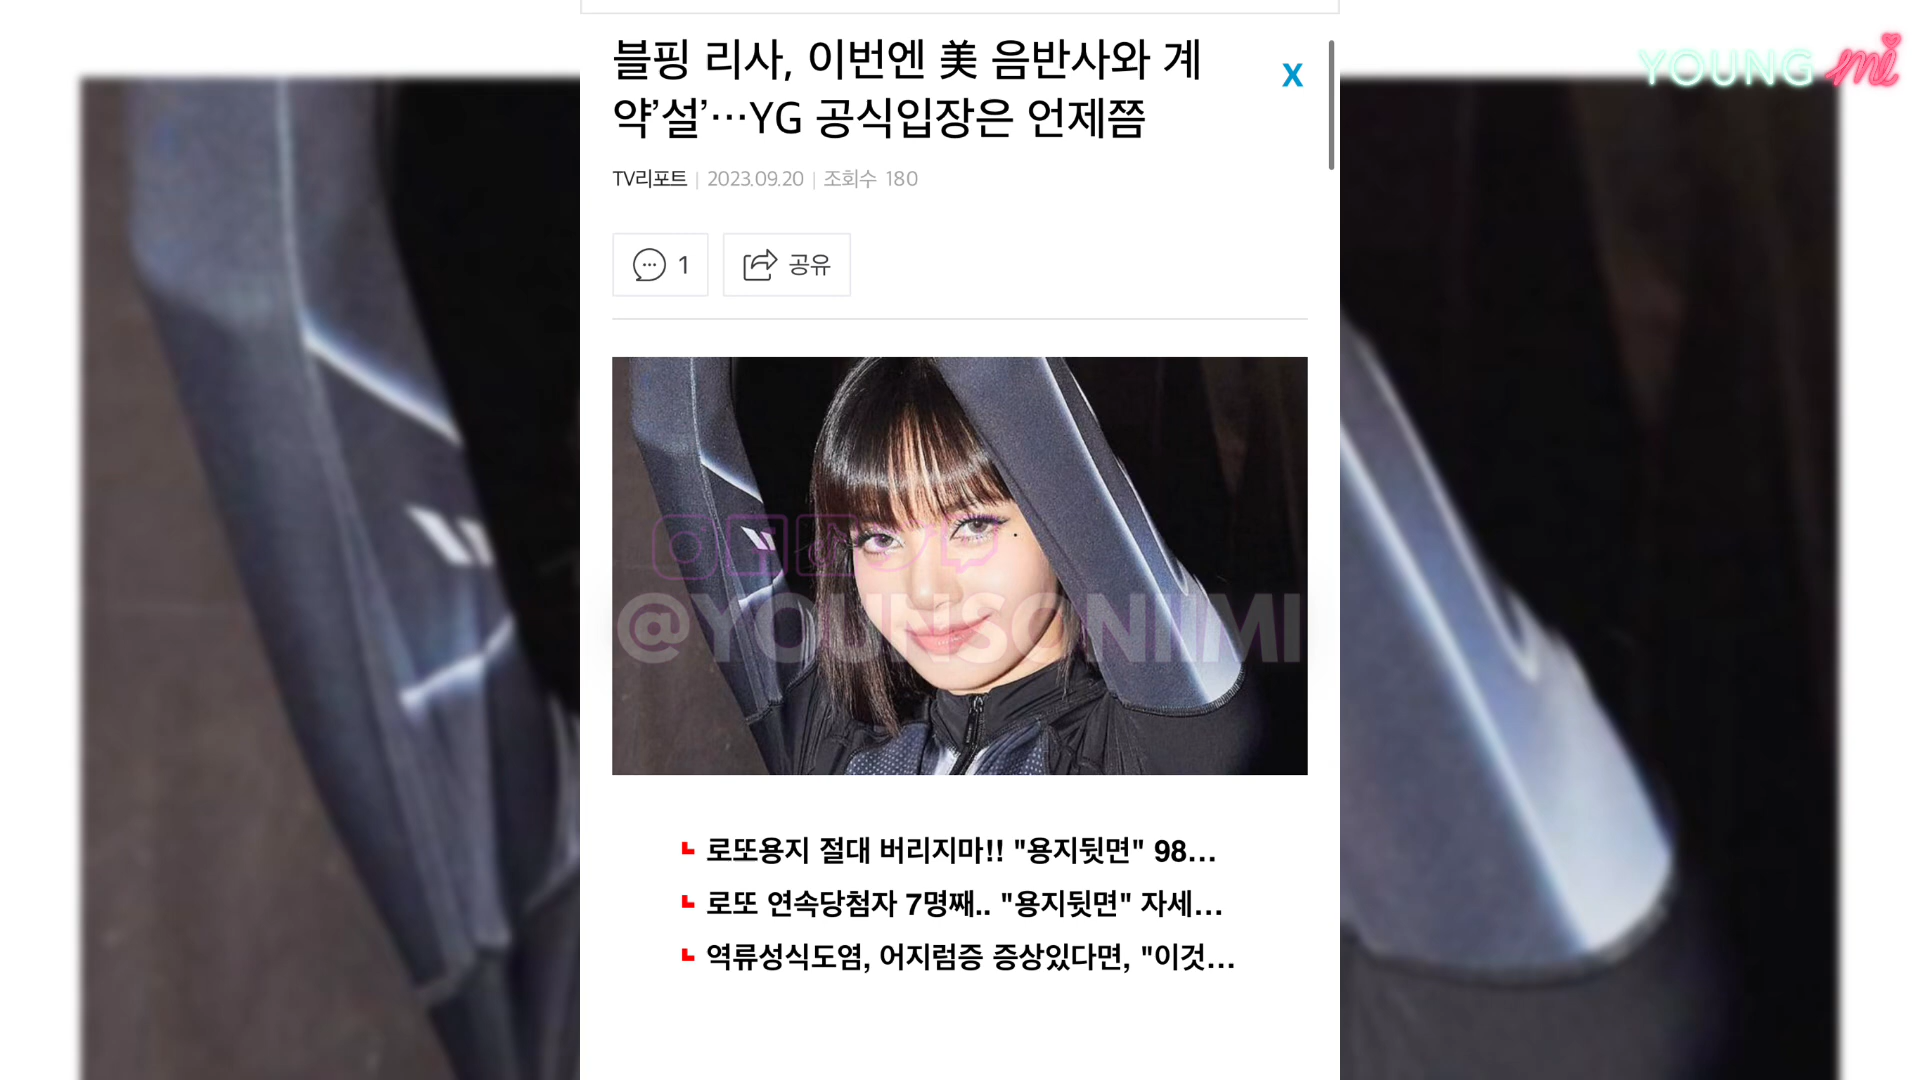 블핑 리사, 이번엔 美 음반사와 계
약’설’…YG 공식입장은 언제쯤
X
YOUNG mi
TV리포트 | 2023.09.20 | 조회수 180
1
공유
@YOUNSONIIMI
로또용지 절대 버리지마!! "용지뒷면" 98...
로또 연속당첨자 7명째.. "용지뒷면" 자세...
역류성식도염, 어지럼증 증상있다면, "이것...